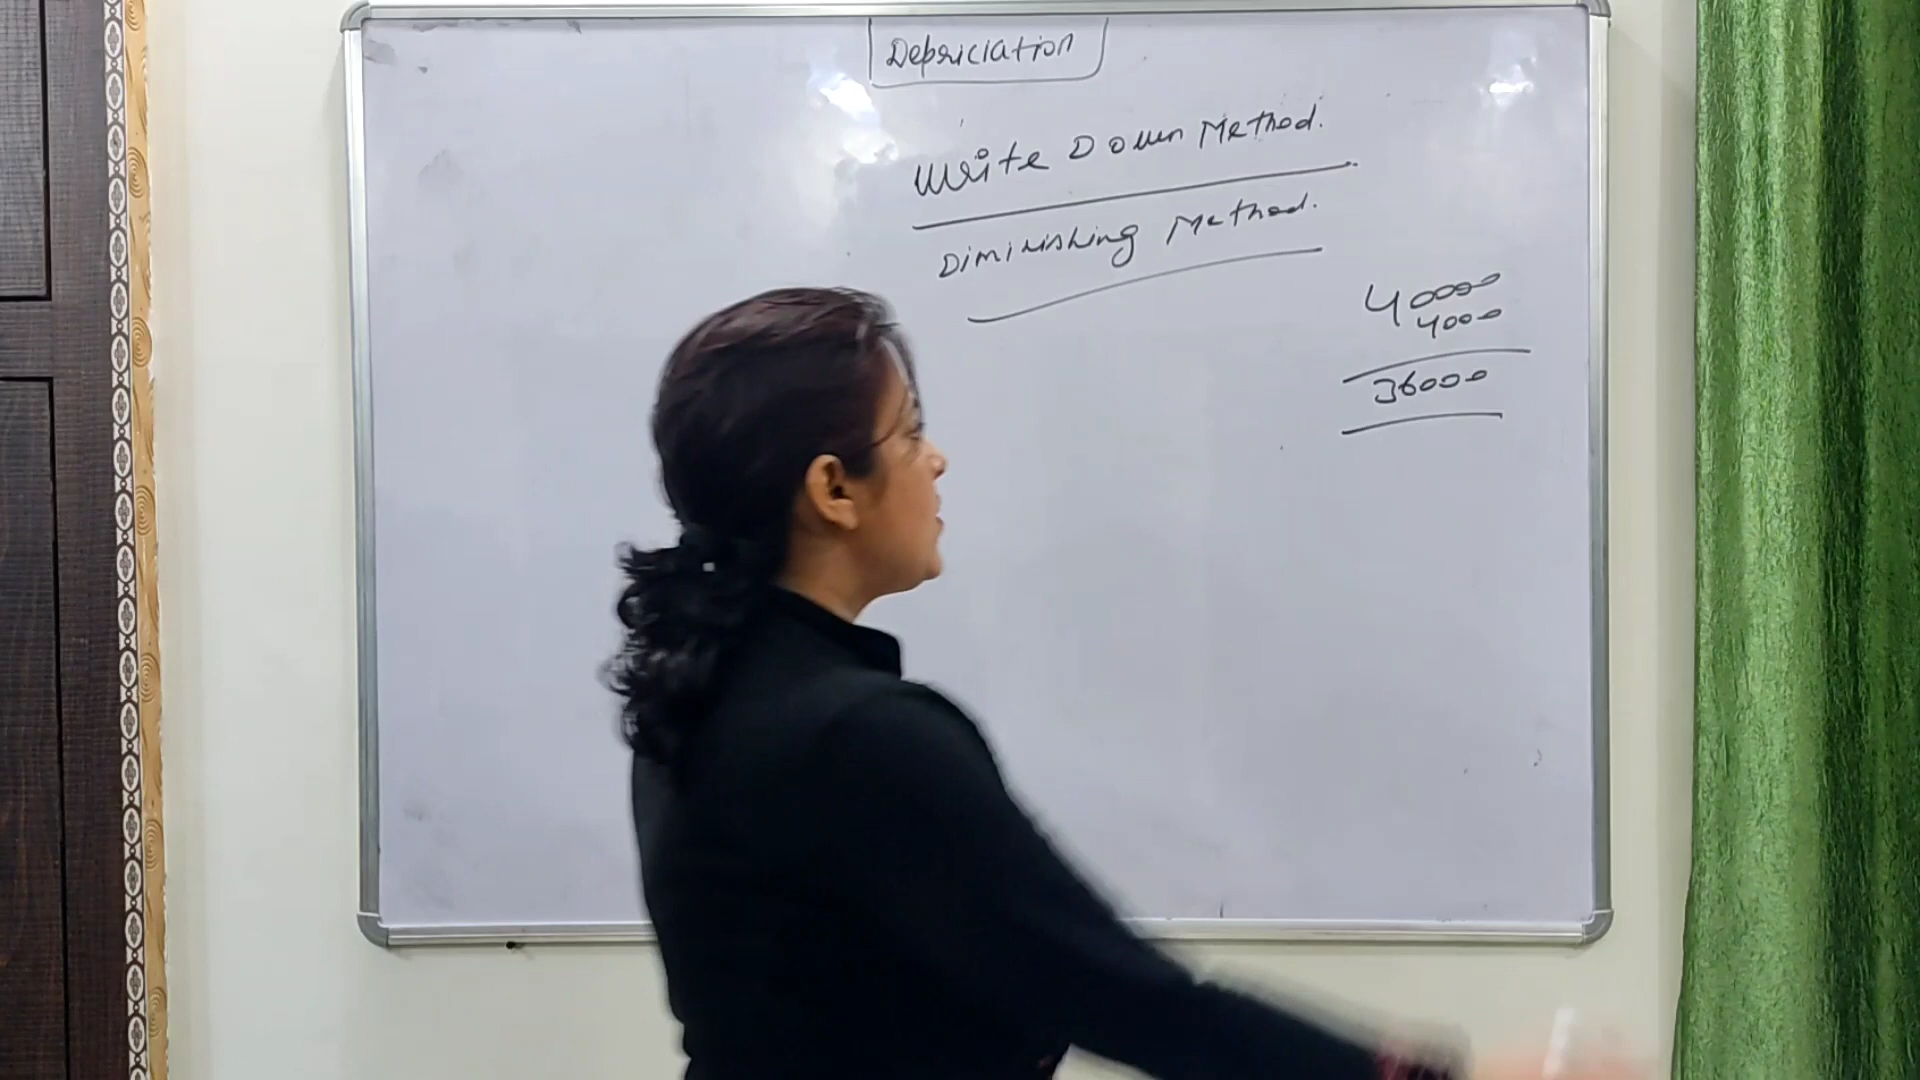 Depriciation
Write Down Method.
Diminishing Method.
40000
4000
36000